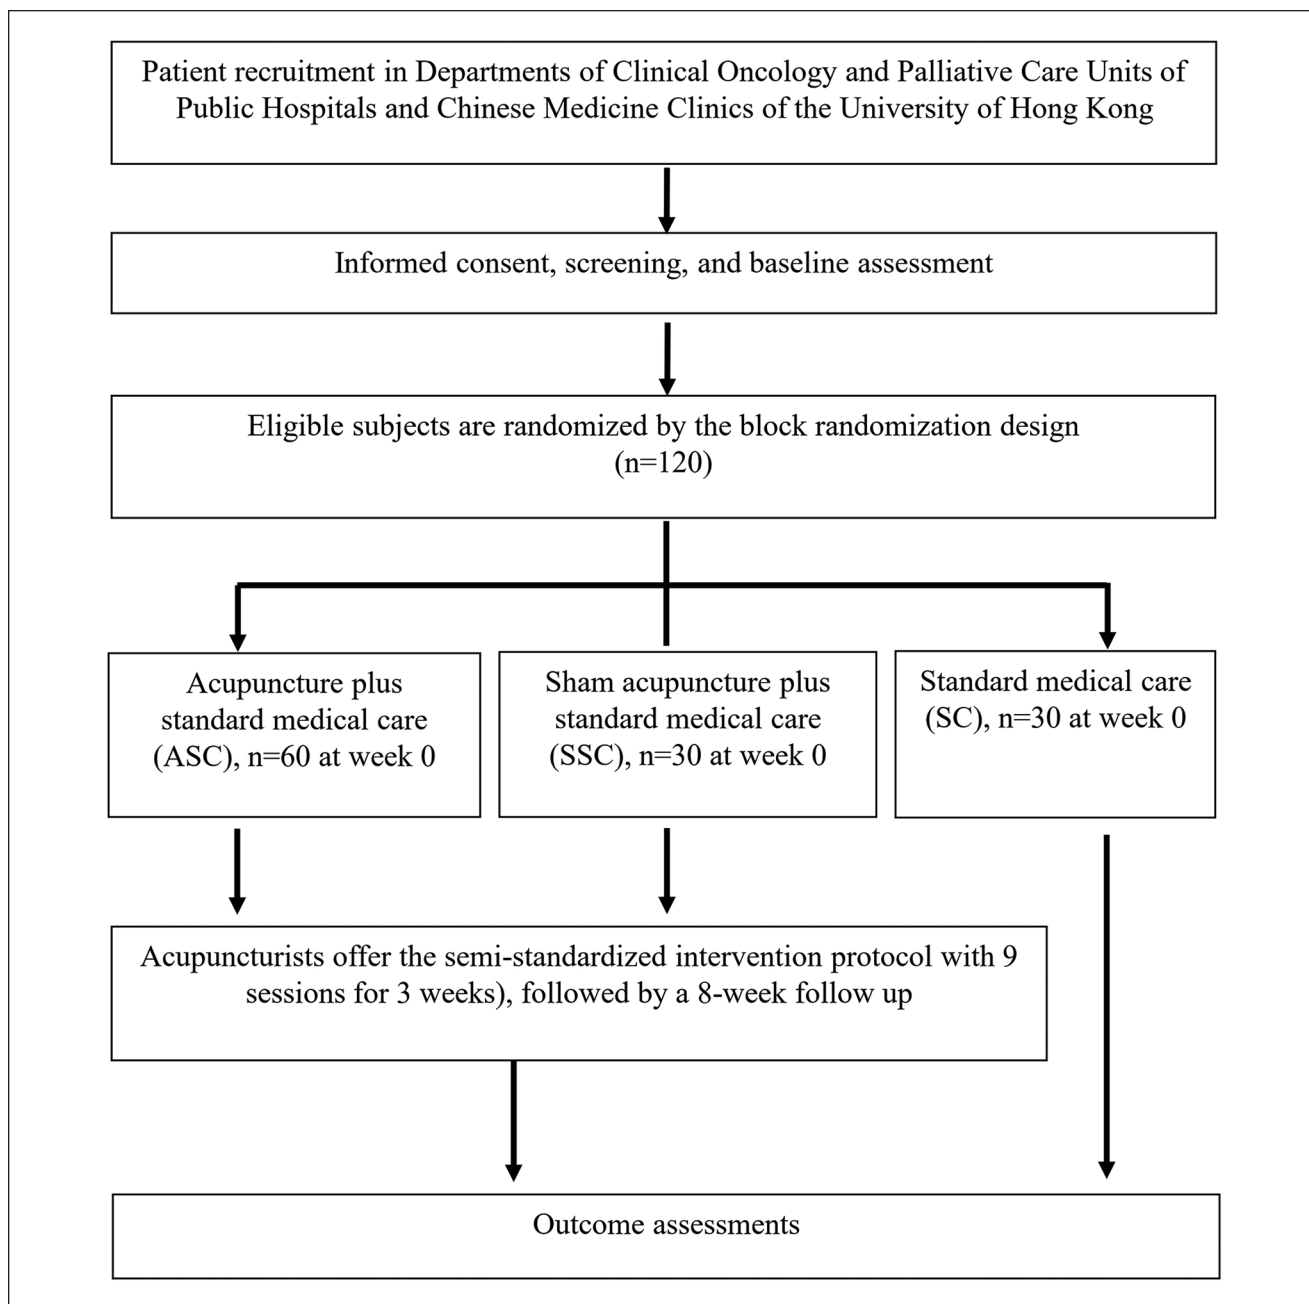 Patient recruitment in Departments of Clinical Oncology and Palliative Care Units of
Public Hospitals and Chinese Medicine Clinics of the University of Hong Kong
Informed consent, screening, and baseline assessment
Eligible subjects are randomized by the block randomization design
(n=120)
Acupuncture plus
standard medical care
(ASC), n=60 at week 0
Sham acupuncture plus
standard medical care
(SSC), n=30 at week 0
Standard medical care
(SC), n=30 at week 0
Acupuncturists offer the semi-standardized intervention protocol with 9
sessions for 3 weeks), followed by a 8-week follow up
Outcome assessments